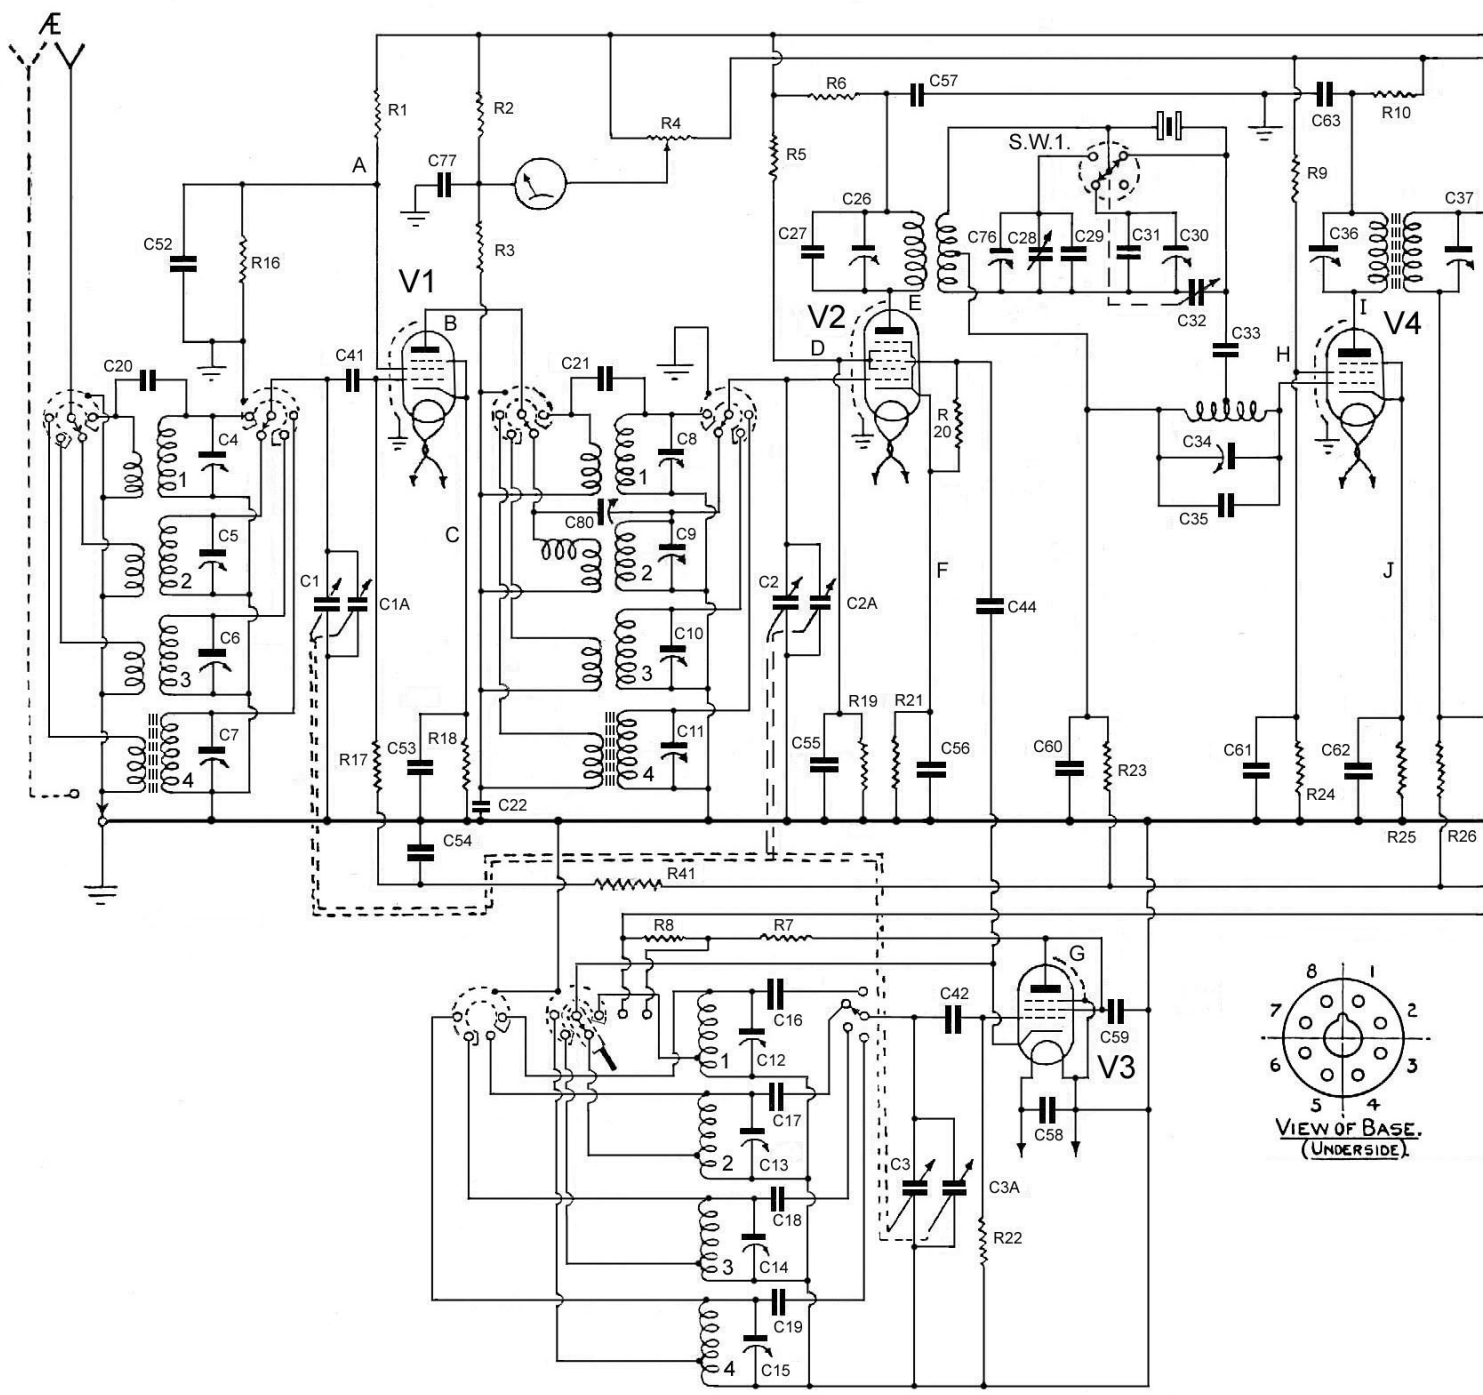 Æ
R1
R2
R4
R6
C57
C63
R10
S.W.1.
A
C77
R5
R9
C52
R16
R3
C27
C26
C76
C28
C29
C31
C30
C36
C37
V1
B
V2
E
C32
I
V4
C20
C41
C21
D
C33
H
C4
C8
R
20
C34
1
1
C35
C5
C80
C9
C
2
2
C1
C1A
C2
C2A
F
C44
J
C6
C10
3
3
C7
R17
C53
R18
C11
R19
R21
C55
C56
C60
R23
C61
R24
C62
4
4
C22
C54
R25
R26
R41
R8
R7
G
C16
C42
C59
C12
V3
1
C17
C58
C13
2
C3
C3A
C18
C14
R22
3
C19
C15
4
8
1
7
2
6
3
5
4
VIEW OF BASE.
(UNDERSIDE).